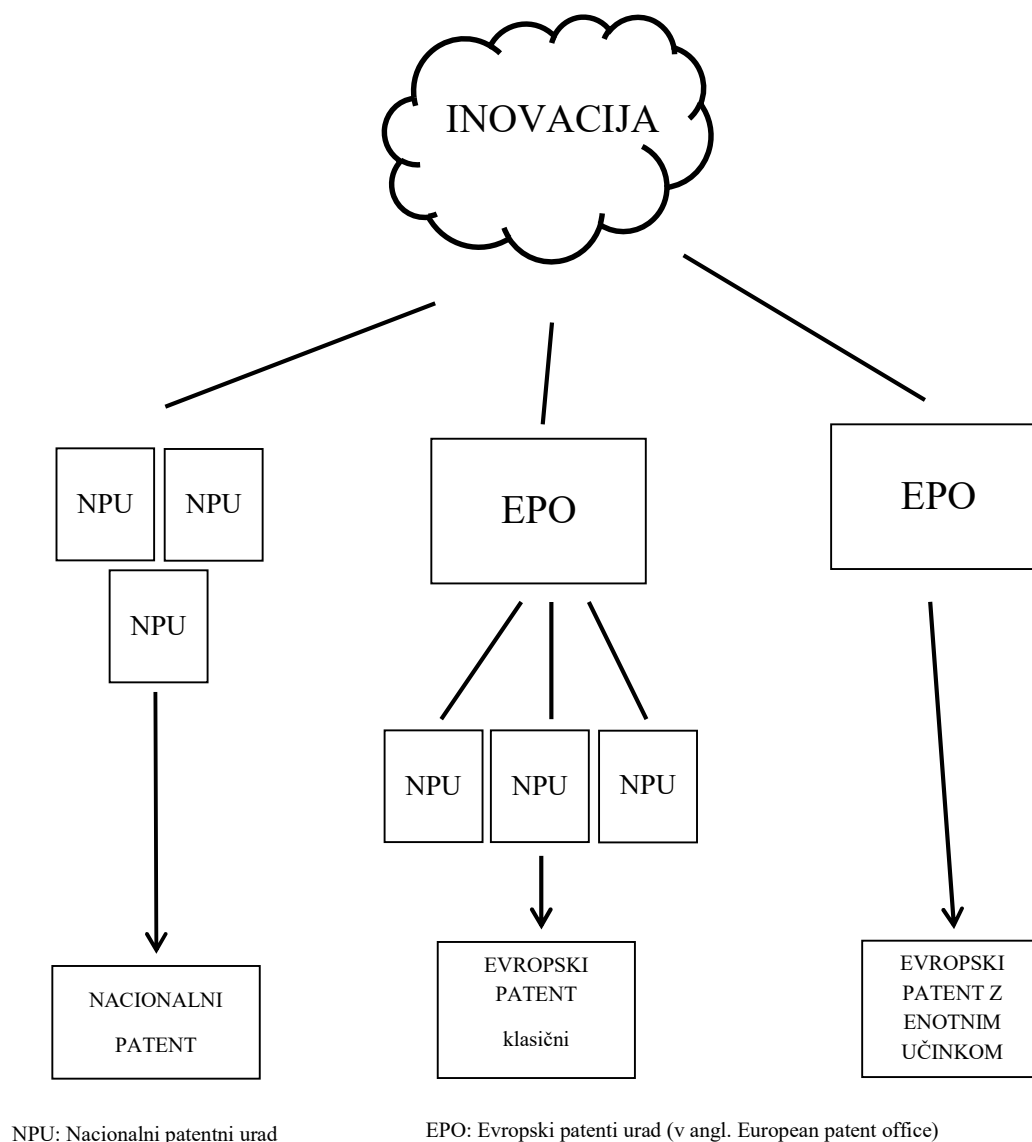 INOVACIJA
NPU
NPU
NPU
EPO
EPO
NPU
NPU
NPU
NACIONALNI
PATENT
EVROPSKI
PATENT
klasični
EVROPSKI
PATENT Z
ENOTNIM
UČINKOM
NPU: Nacionalni patentni urad
EPO: Evropski patenti urad (v angl. European patent office)